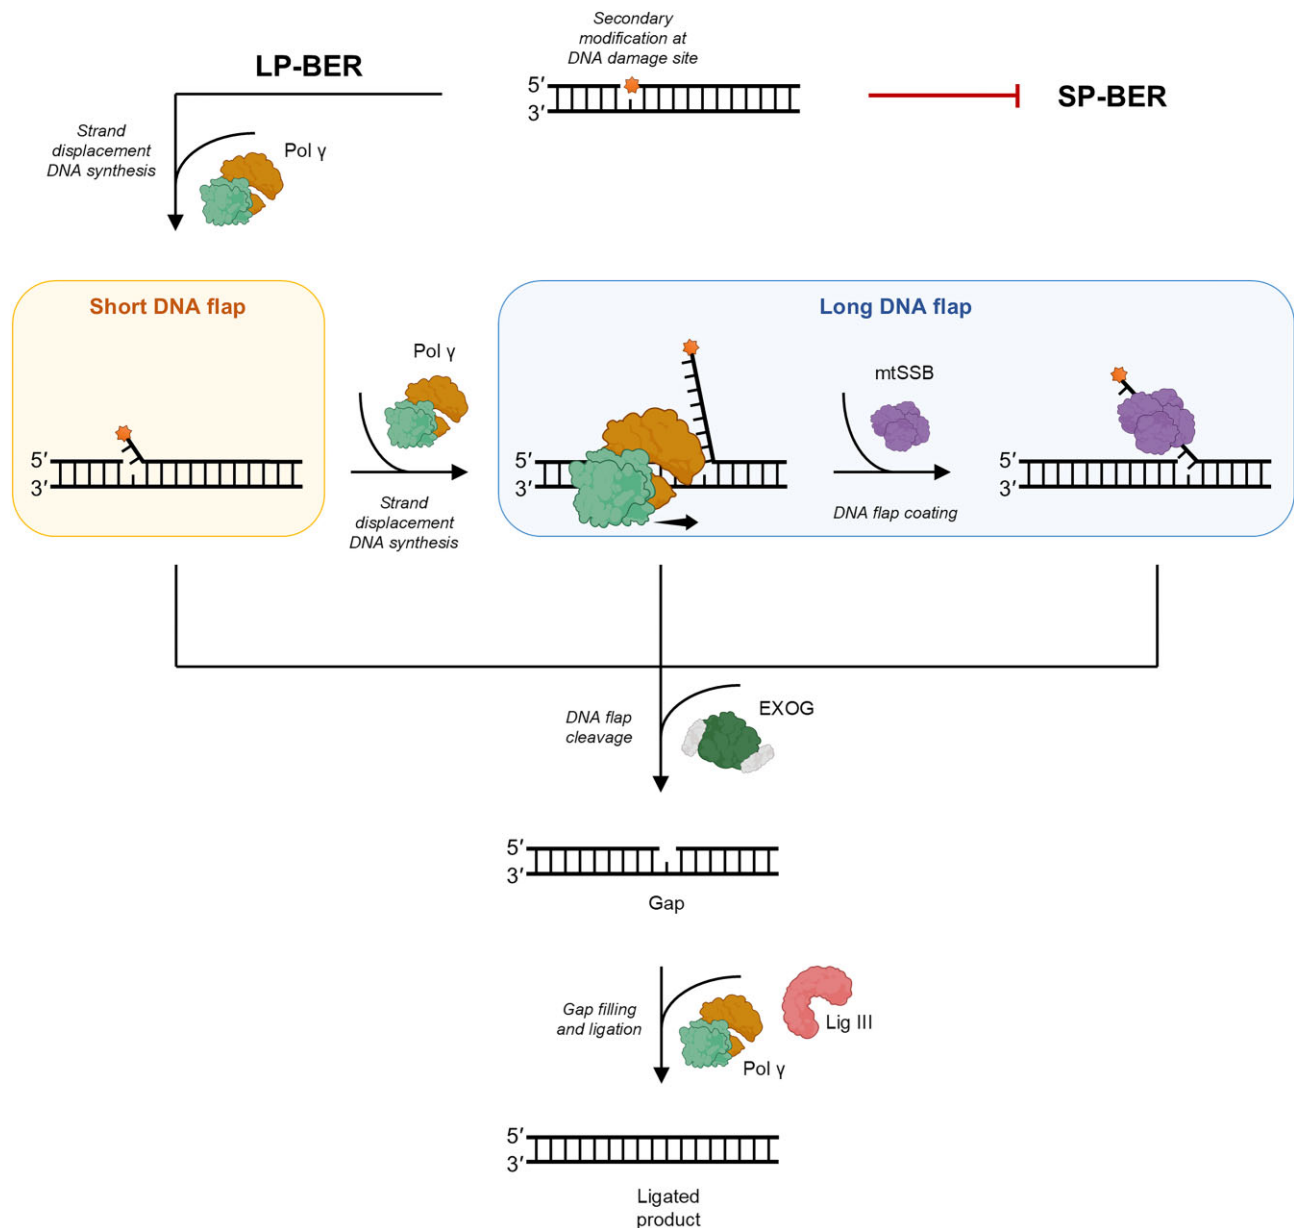 Secondary
modification at
DNA damage site
LP-BER
5′
3′
SP-BER
Strand
displacement
DNA synthesis
Pol γ
Short DNA flap
5′
3′
Pol γ
Strand
displacement
DNA synthesis
Long DNA flap
5′
3′
mtSSB
DNA flap coating
5′
3′
DNA flap
cleavage
EXOG
5′
3′
Gap
Gap filling
and ligation
Lig III
Pol γ
5′
3′
Ligated
product